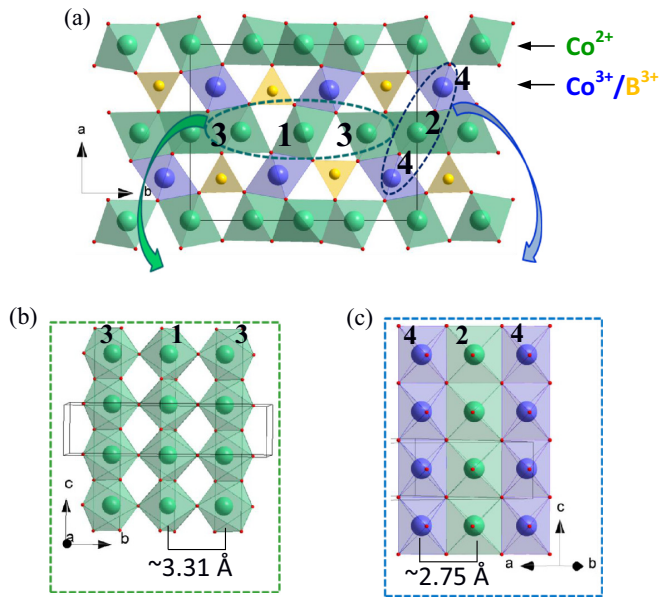 (a)
Co²⁺
4
Co³⁺/B³⁺
3 1 3 2
4
a
b
(b)
3 1 3
c
a b
~3.31 Å
(c)
4 2 4
c
a b
~2.75 Å